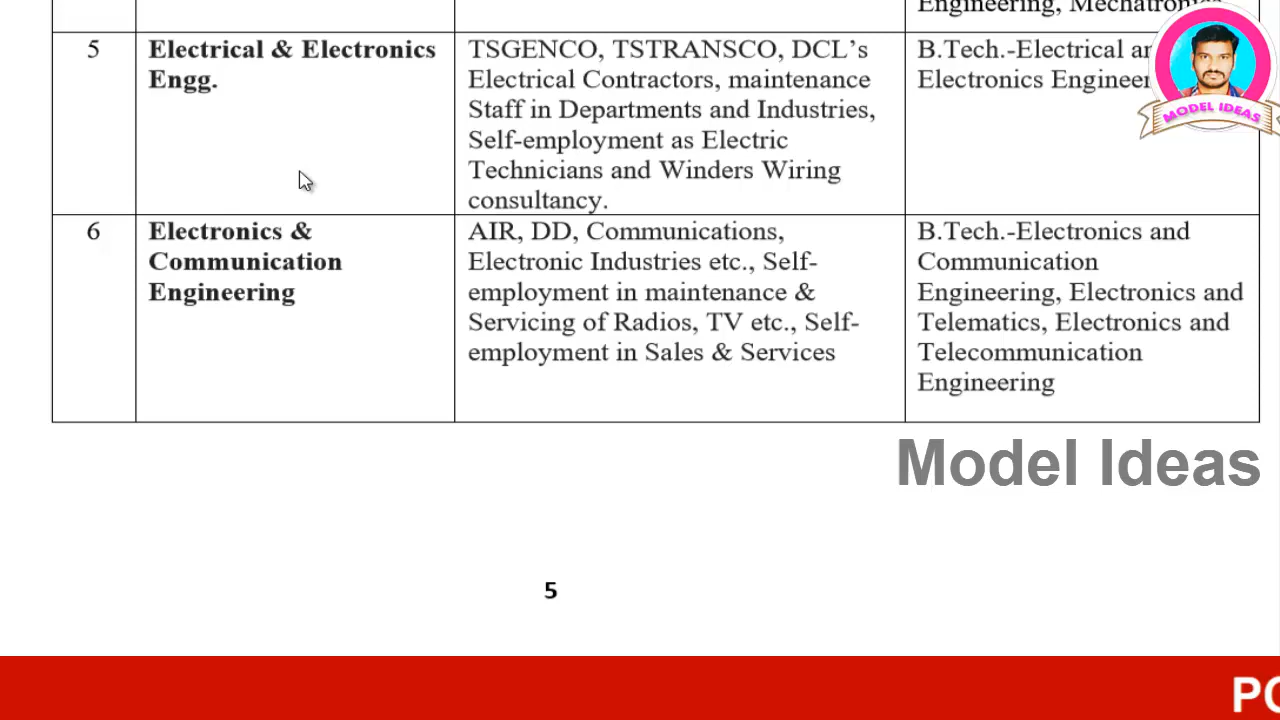 Engineering, Mechatronics
5
Electrical & Electronics
Engg.
TSGENCO, TSTRANSCO, DCL's
Electrical Contractors, maintenance
Staff in Departments and Industries,
Self-employment as Electric
Technicians and Winders Wiring
consultancy.
B.Tech.-Electrical
Electronics
MODEL IDEAS
6
Electronics &
Communication
Engineering
AIR, DD, Communications,
Electronic Industries etc., Self-
employment in maintenance &
Servicing of Radios, TV etc., Self-
employment in Sales & Services
B.Tech.-Electronics and
Communication
Engineering, Electronics and
Telematics, Electronics and
Telecommunication
Engineering
Model Ideas
5